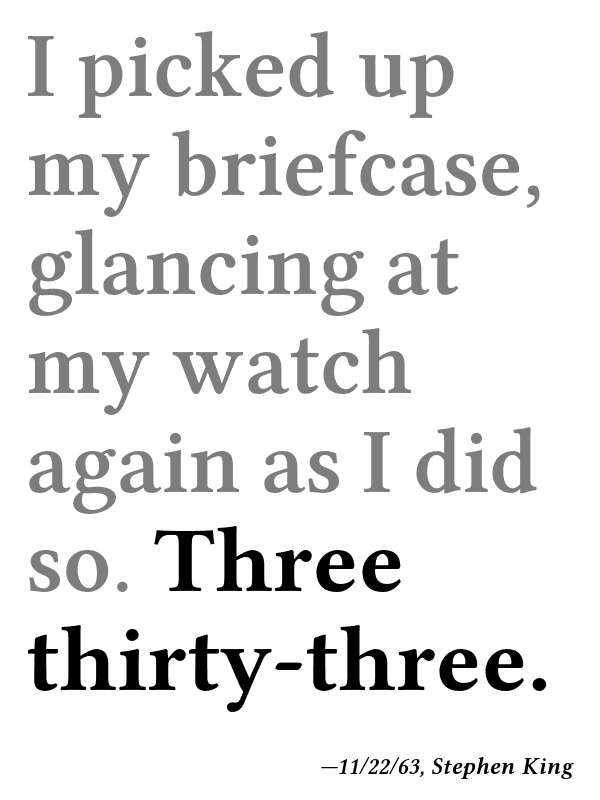 I picked up
my briefcase,
glancing at
my watch
again as I did
so. Three
thirty-three.
—11/22/63, Stephen King